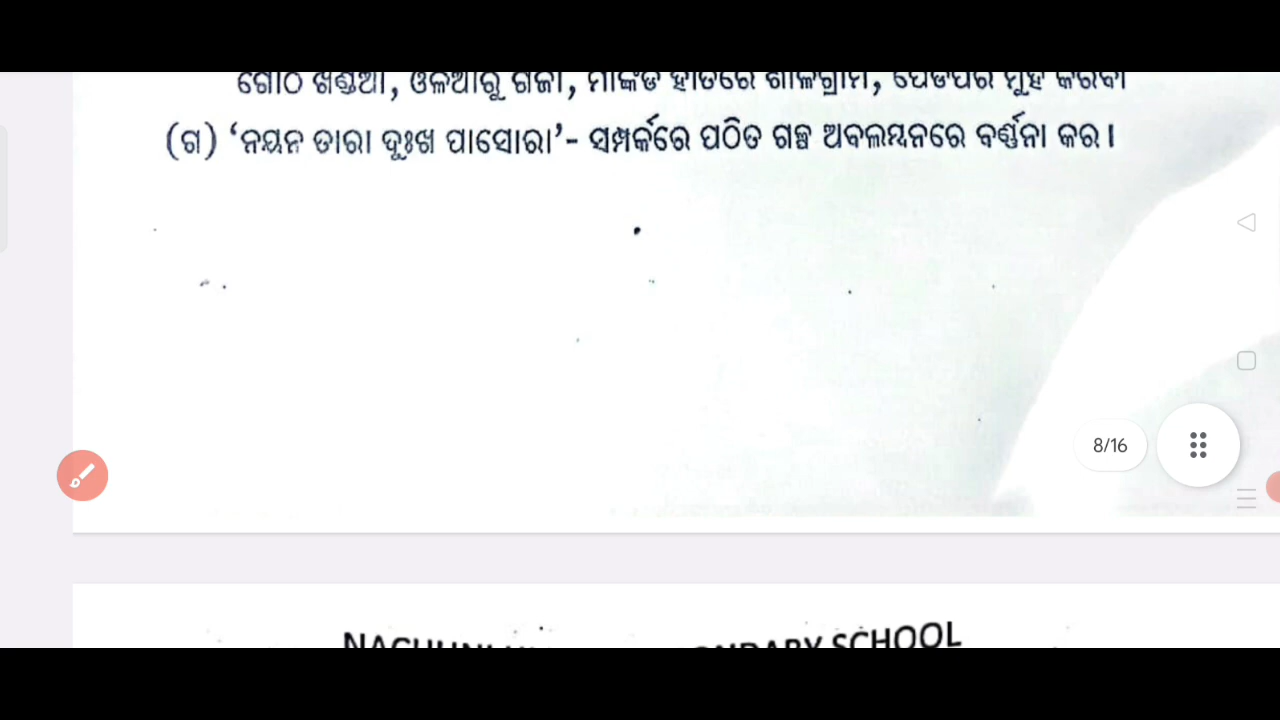 ଗୋଠ ଖଣ୍ଡିଆ, ଓଳିଆରୁ ଗଜା, ମାଙ୍କଡ ହାତରେ ଶାଳଗ୍ରାମ, ପେଡିପରି ମୁହଁ କରିବା
(ଗ) ‘ନୟନ ତାରା ଦୁଃଖ ପାସୋରା’- ସମ୍ପର୍କରେ ପଠିତ ଗଳ୍ପ ଅବଲମ୍ବନରେ ବର୍ଣ୍ଣନା କର।
8/16
SCHOOL